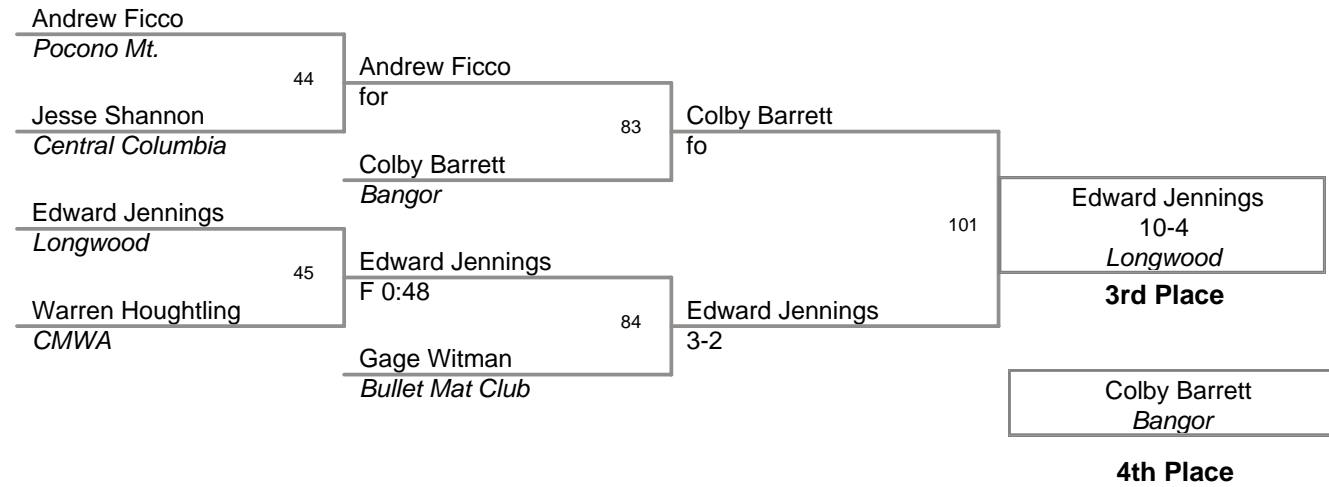 Andrew Ficco
Pocono Mt.
44
Andrew Ficco
for
Jesse Shannon
Central Columbia
83
Colby Barrett
fo
Colby Barrett
Bangor
Edward Jennings
Longwood
101
Edward Jennings
10-4
Longwood
3rd Place
45
Edward Jennings
F 0:48
Warren Houghtling
CMWA
84
Edward Jennings
3-2
Gage Witman
Bullet Mat Club
Colby Barrett
Bangor
4th Place